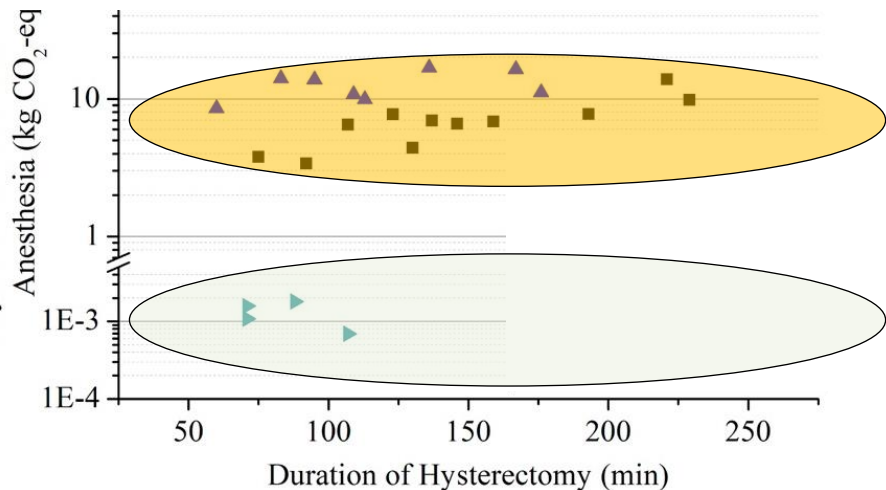 Anesthesia (kg CO₂-eq
10
1
1E-3
1E-4
50 100 150 200 250
Duration of Hysterectomy (min)